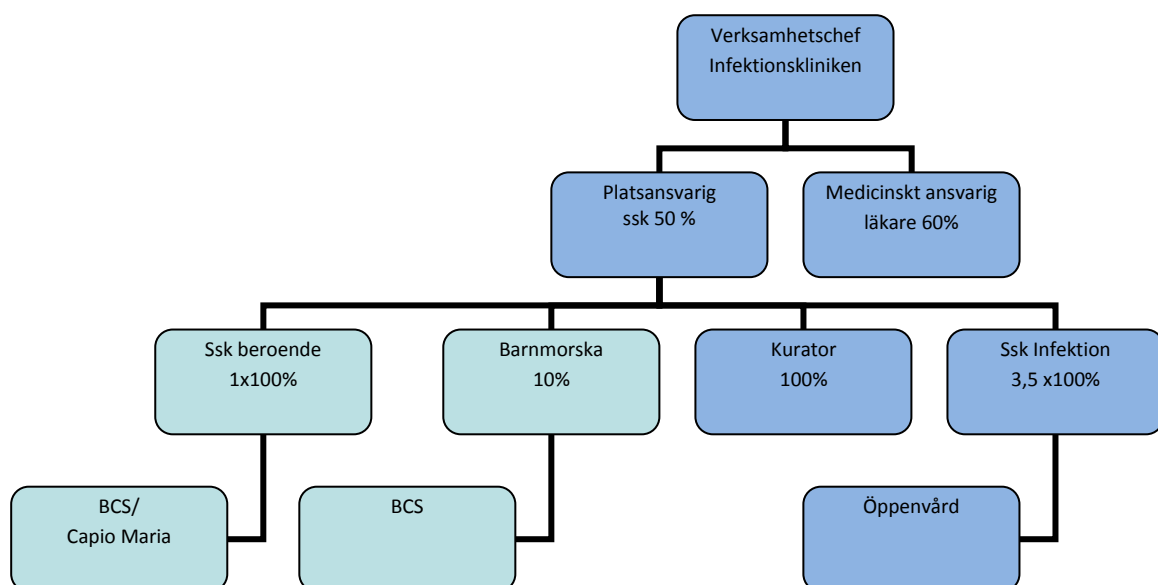 Verksamhetschef
Infektionskliniken
Platsansvarig
ssk 50 %
Medicinskt ansvarig
läkare 60%
Ssk beroende
1x100%
Barnmorska
10%
Kurator
100%
Ssk Infektion
3,5 x100%
BCS/
Capio Maria
BCS
Öppenvård